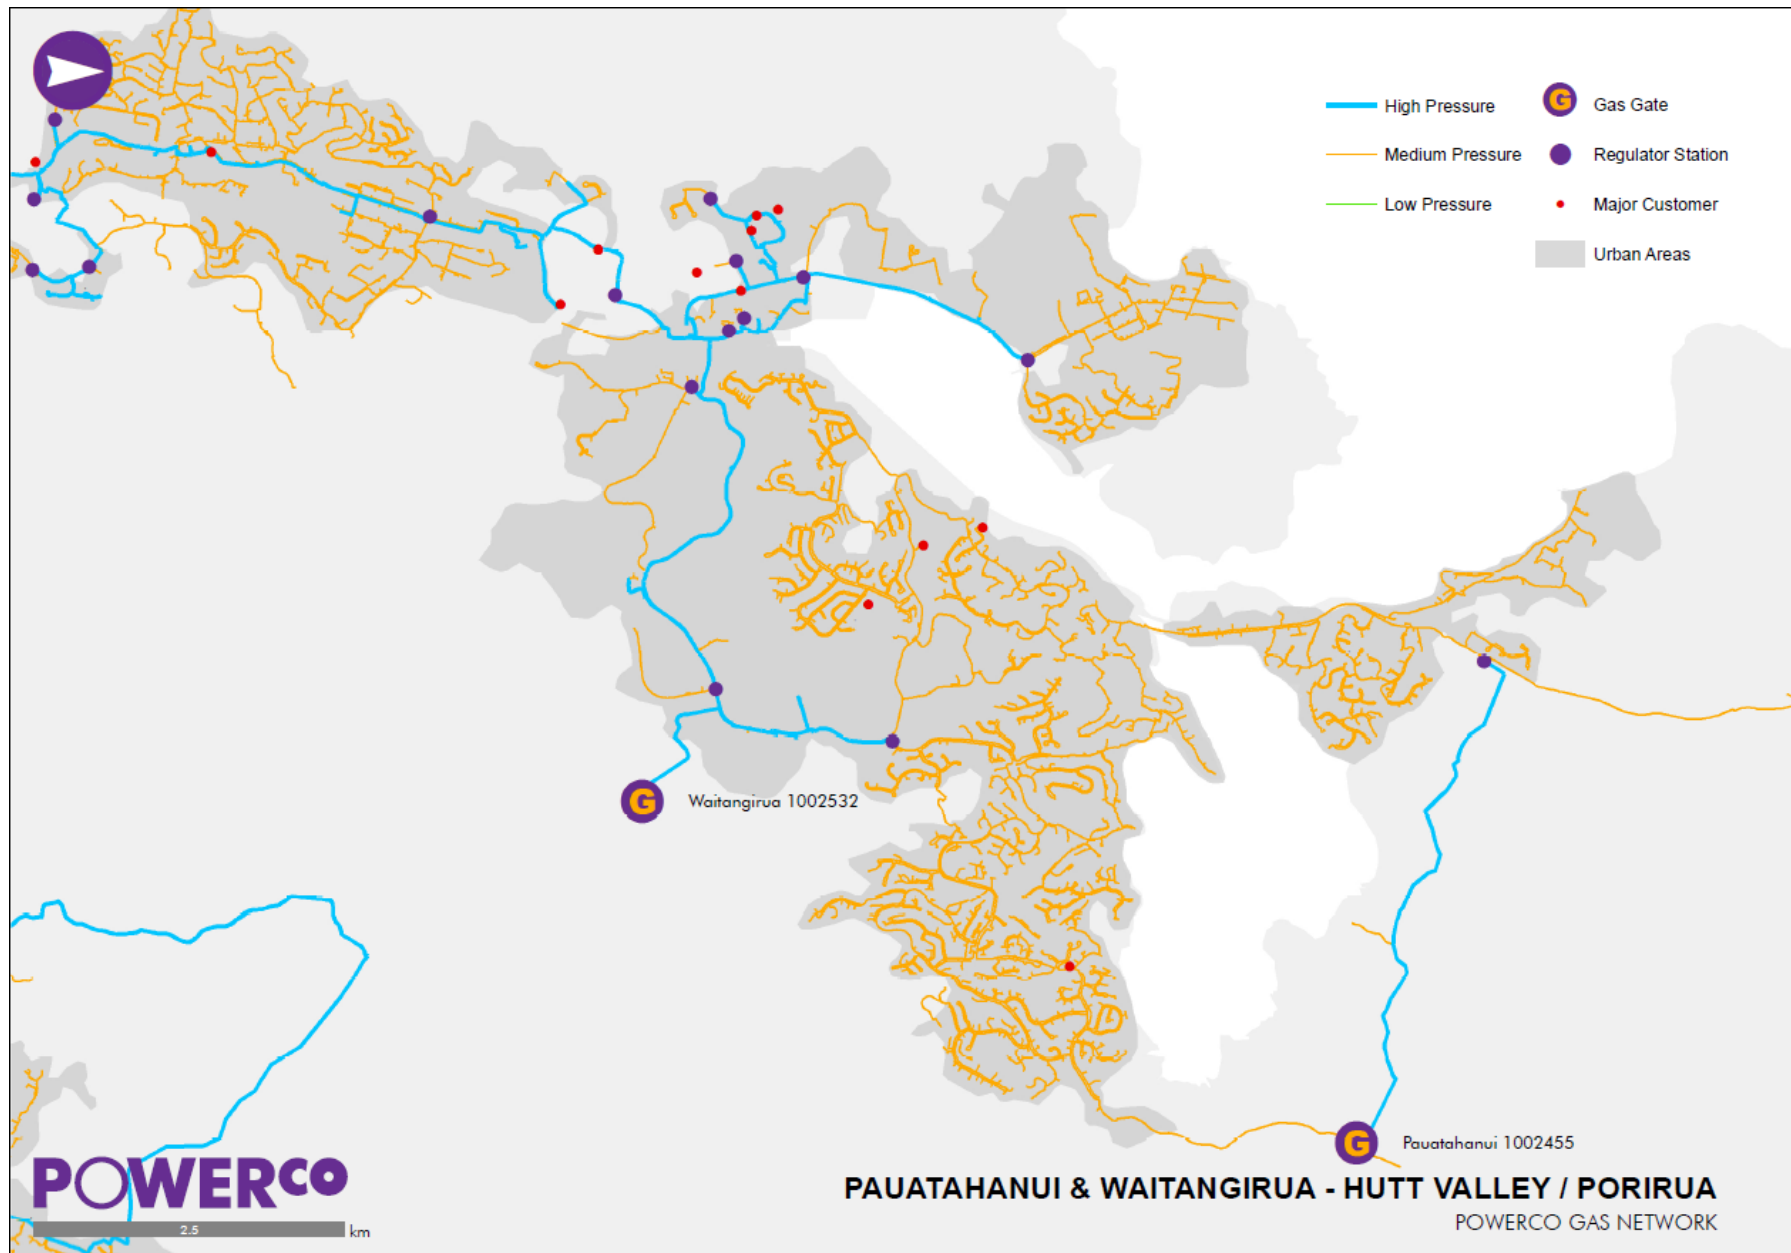 High Pressure
G
Gas Gate
Medium Pressure
Regulator Station
Low Pressure
Major Customer
Urban Areas
G
Waitangirua 1002532
G
Pauatahanui 1002455
POWERCO
2.5
km
PAUATAHANUI & WAITANGIRUA - HUTT VALLEY / PORIRUA
POWERCO GAS NETWORK